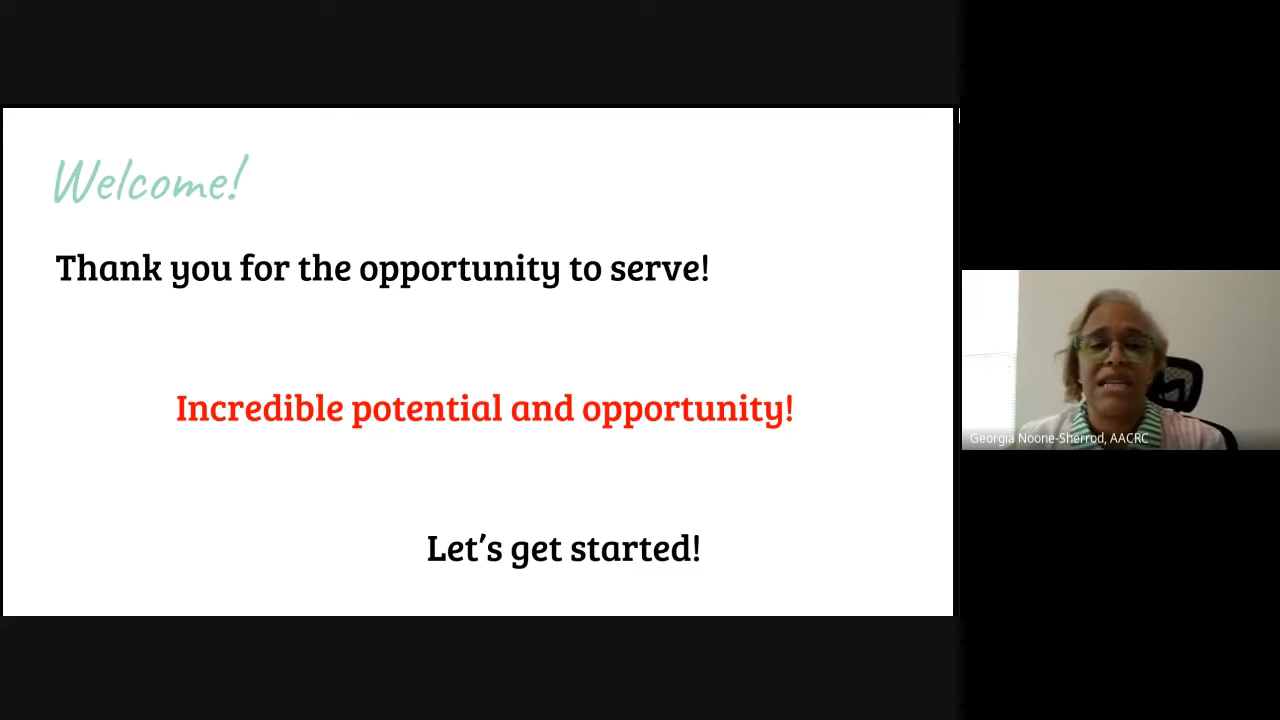 Welcome!
Thank you for the opportunity to serve!
Incredible potential and opportunity!
Let's get started!
Georgia Noone-Sherrod, AACRC